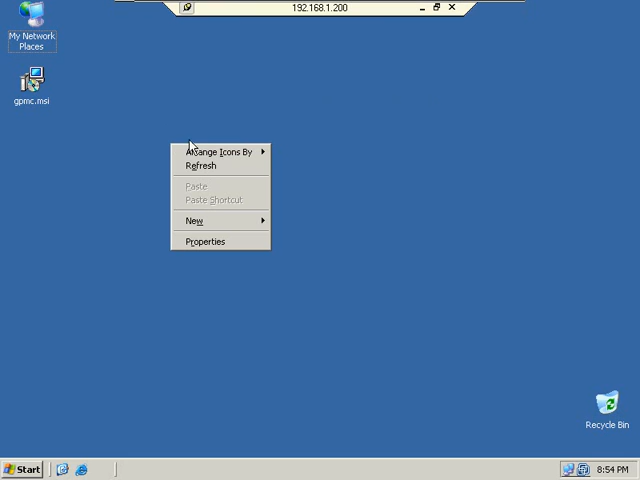 192.168.1.200
My Network
Places
gpmc.msi
Arrange Icons By
Refresh
Paste
Paste Shortcut
New
Properties
Recycle Bin
Start
8:54 PM